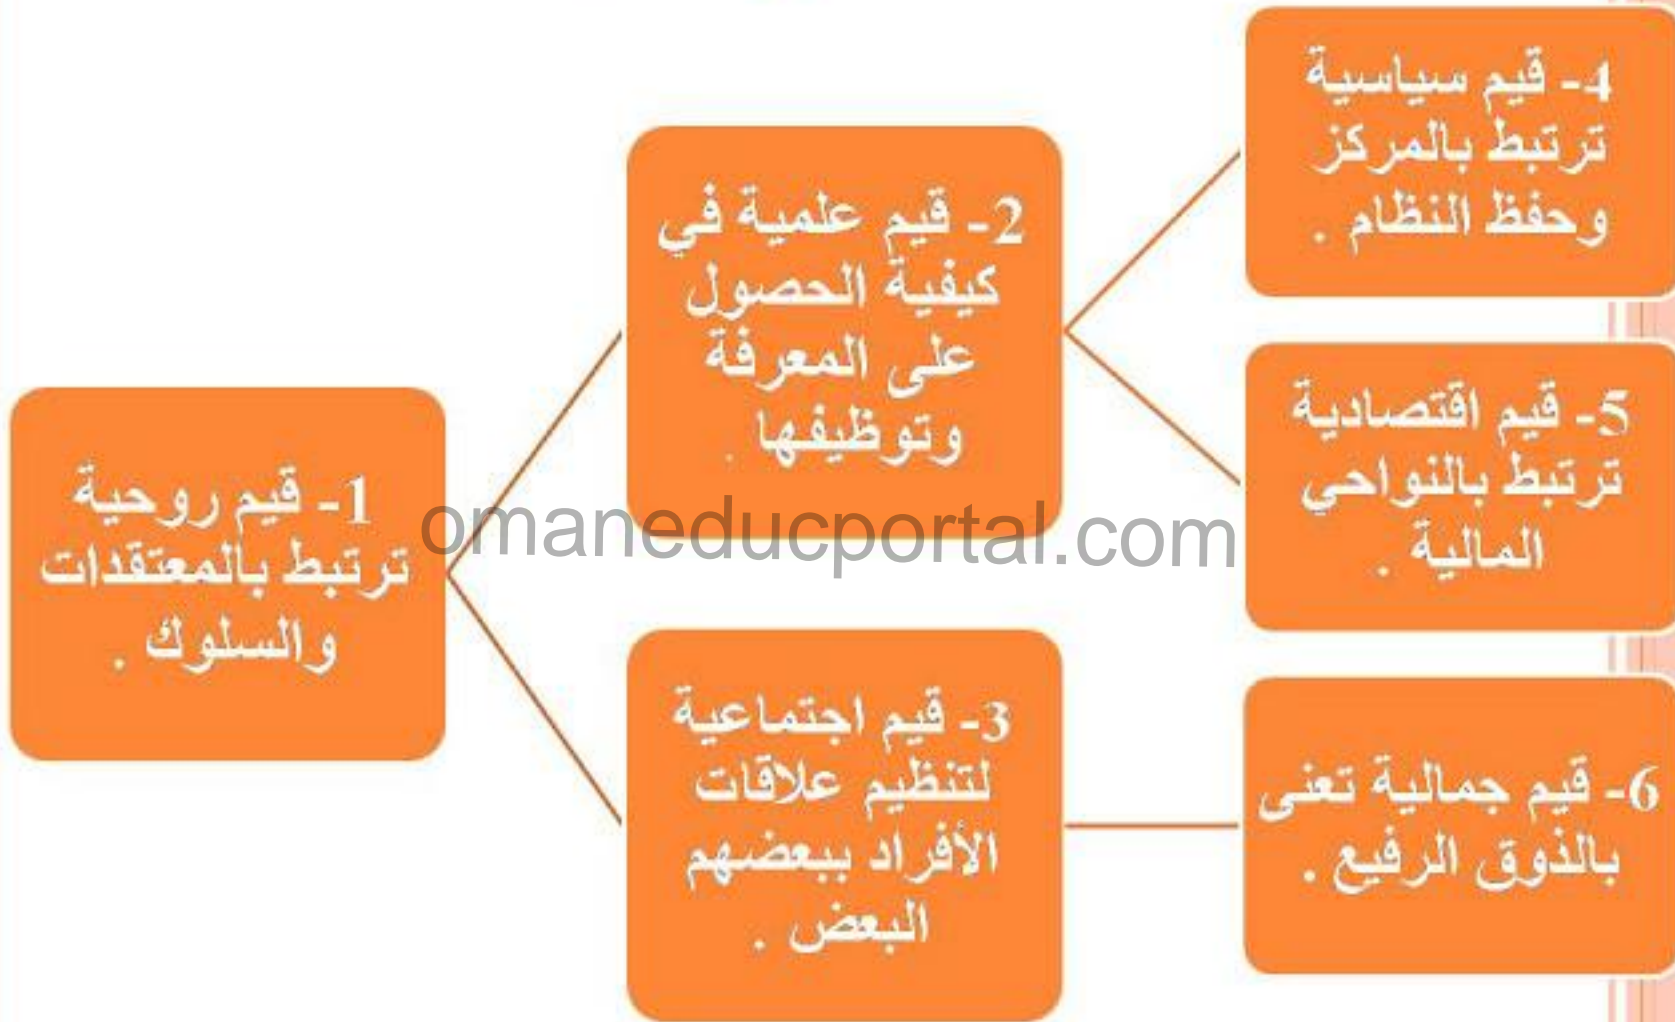 1- قيم روحية
ترتبط بالمعتقدات
والسلوك .
2- قيم علمية في
كيفية الحصول
على المعرفة
وتوظيفها .
3- قيم اجتماعية
لتنظيم علاقات
الأفراد ببعضهم
البعض .
4- قيم سياسية
ترتبط بالمركز
وحفظ النظام .
5- قيم اقتصادية
ترتبط بالنواحي
المالية .
6- قيم جمالية تعنى
بالذوق الرفيع .
omaneducportal.com